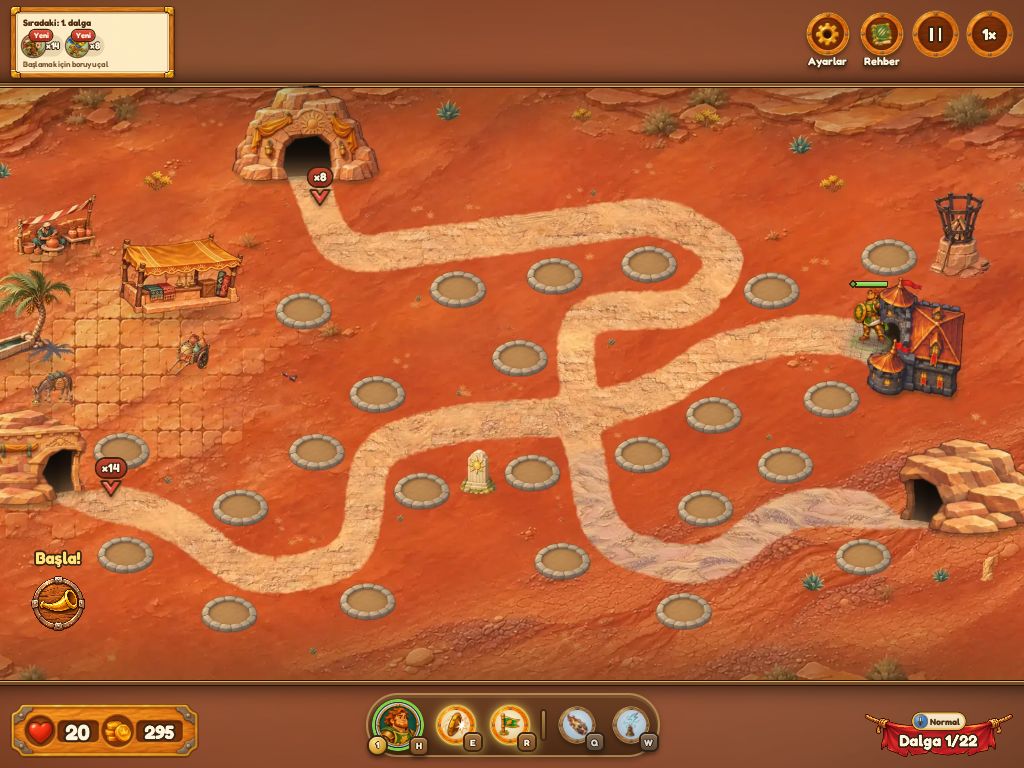 Sıradaki: 1. dalga
Yeni
x14
Yeni
x8
Başlamak için boruyu çal
Ayarlar
Rehber
1x
x8
x14
Başla!
20
295
1
H
E
R
Q
W
Normal
Dalga 1/22